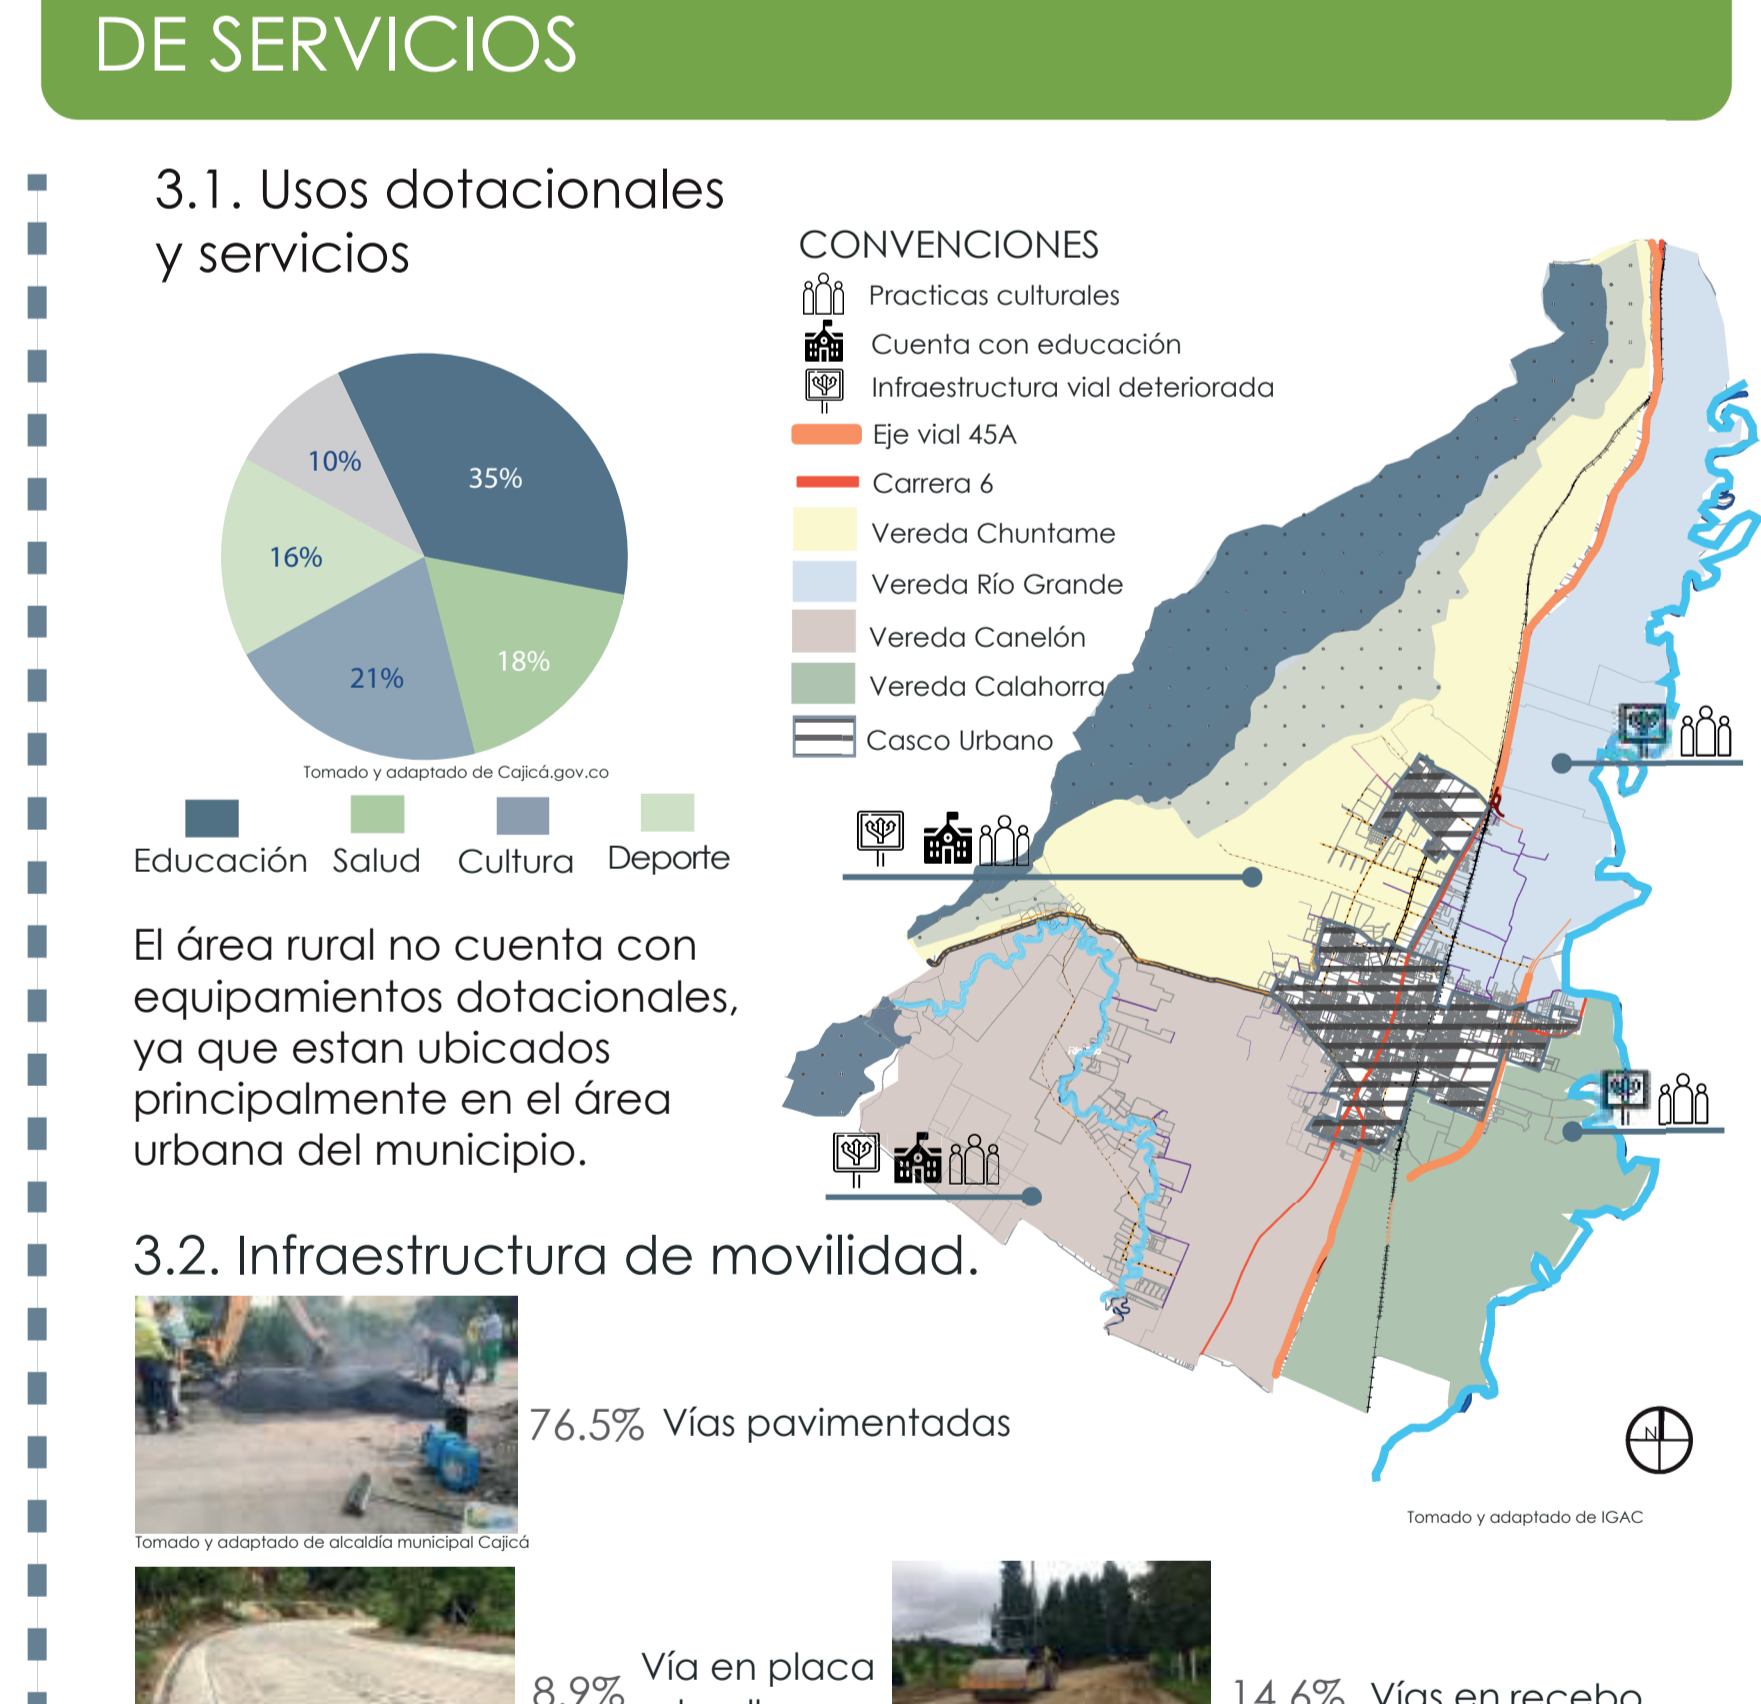 DE SERVICIOS
3.1. Usos dotacionales
y servicios
10%
35%
16%
21%
18%
Tomado y adaptado de Cajicá.gov.co
Educación
Salud
Cultura
Deporte
El área rural no cuenta con
equipamientos dotacionales,
ya que estan ubicados
principalmente en el área
urbana del municipio.
CONVENCIONES
Practicas culturales
Cuenta con educación
Infraestructura vial deteriorada
Eje vial 45A
Carrera 6
Vereda Chuntame
Vereda Río Grande
Vereda Canelón
Vereda Calahorra
Casco Urbano
N
Tomado y adaptado de IGAC
3.2. Infraestructura de movilidad.
76.5% Vías pavimentadas
Tomado y adaptado de alcaldía municipal Cajicá
8.9%
Vía en placa
14.6% Vías en recebo